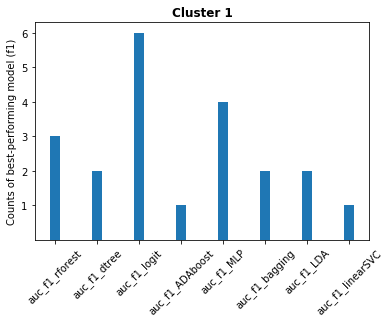 Cluster 1
Counts of best-performing model (f1)
6
5
4
3
2
1
auc_f1_rforest
auc_f1_dtree
auc_f1_logit
auc_f1_ADAboost
auc_f1_MLP
auc_f1_bagging
auc_f1_LDA
auc_f1_linearSVC